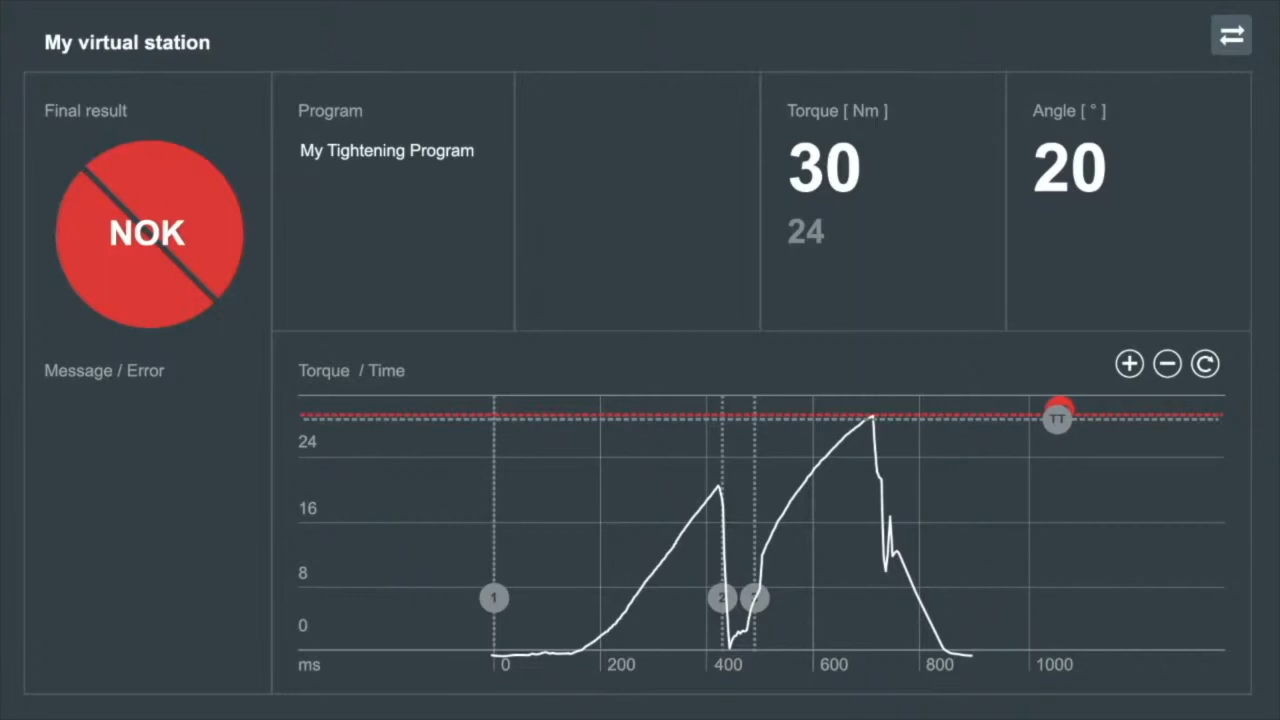 My virtual station
Final result
NOK
Message / Error
Program
My Tightening Program
Torque [ Nm ]
30
24
Angle [ ° ]
20
Torque / Time
TT
24
16
8
0
1
2
ms
0
200
400
600
800
1000